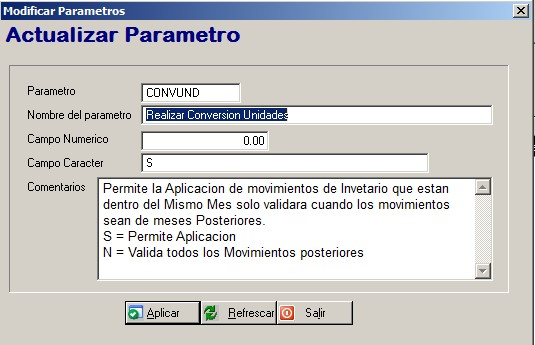 Modificar Parametros
Actualizar Parametro
Parametro CONVUND
Nombre del parametro Realizar Conversion Unidades
Campo Numerico 0.00
Campo Caracter S
Comentarios Permite la Aplicacion de movimientos de Invetario que estan
dentro del Mismo Mes solo validara cuando los movimientos
sean de meses Posteriores.
S = Permite Aplicacion
N = Valida todos los Movimientos posteriores
Aplicar Refrescar Salir